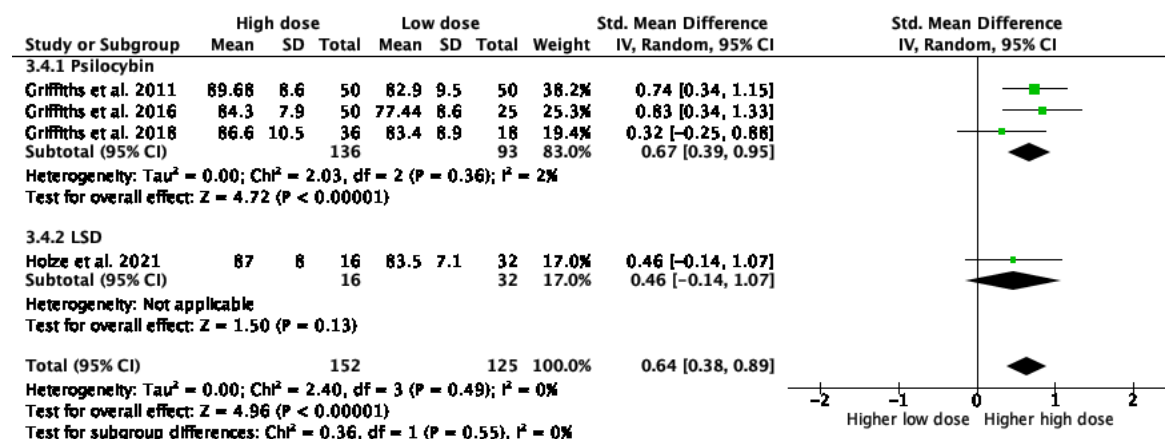 High dose Low dose Std. Mean Difference Std. Mean Difference
Study or Subgroup Mean SD Total Mean SD Total Weight IV, Random, 95% CI IV, Random, 95% CI
3.4.1 Psilocybin
Griffiths et al. 2011 89.68 8.6 50 82.9 9.5 50 38.2% 0.74 [0.34, 1.15]
Griffiths et al. 2016 84.3 7.9 50 77.44 8.6 25 25.3% 0.83 [0.34, 1.33]
Griffiths et al. 2018 86.6 10.5 36 83.4 8.9 18 19.4% 0.32 [−0.25, 0.88]
Subtotal (95% CI) 136 93 83.0% 0.67 [0.39, 0.95]
Heterogeneity: Tau² = 0.00; Chi² = 2.03, df = 2 (P = 0.36); I² = 2%
Test for overall effect: Z = 4.72 (P < 0.00001)
3.4.2 LSD
Holze et al. 2021 87 8 16 83.5 7.1 32 17.0% 0.46 [−0.14, 1.07]
Subtotal (95% CI) 16 32 17.0% 0.46 [−0.14, 1.07]
Heterogeneity: Not applicable
Test for overall effect: Z = 1.50 (P = 0.13)
Total (95% CI) 152 125 100.0% 0.64 [0.38, 0.89]
Heterogeneity: Tau² = 0.00; Chi² = 2.40, df = 3 (P = 0.49); I² = 0%
Test for overall effect: Z = 4.96 (P < 0.00001)
Test for subgroup differences: Chi² = 0.36, df = 1 (P = 0.55), I² = 0%
−2 −1 0 1 2
Higher low dose Higher high dose